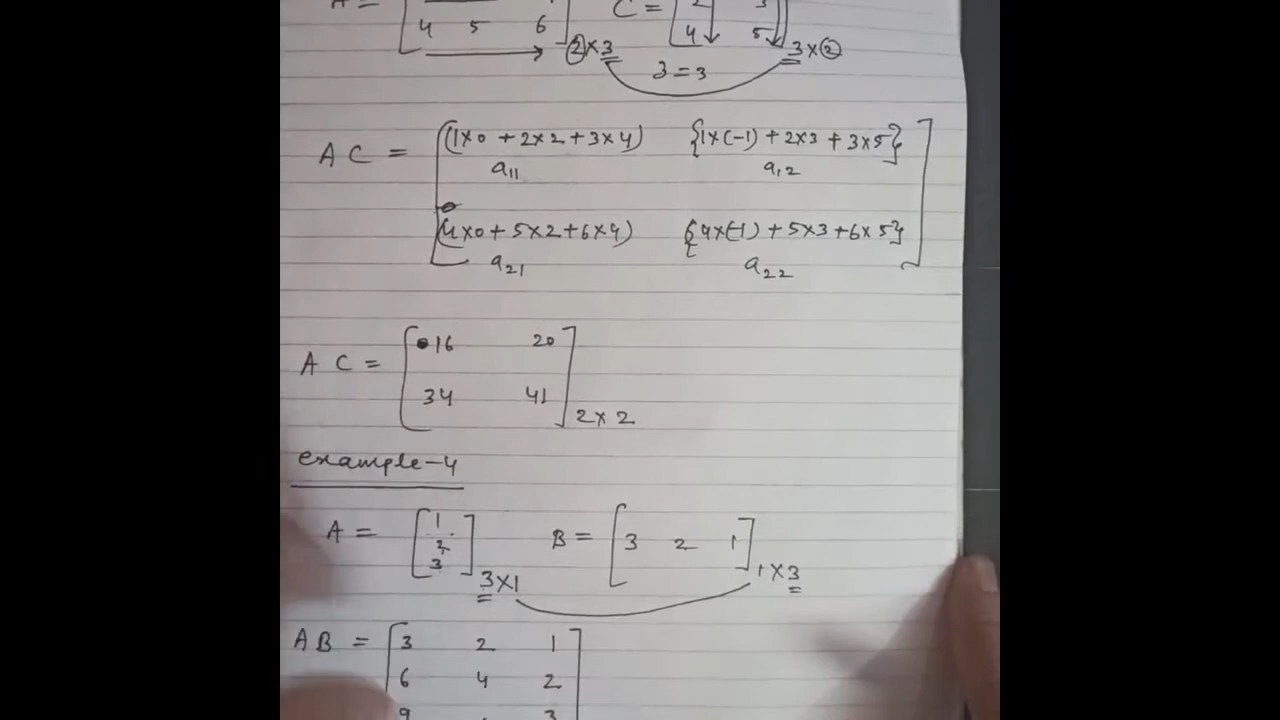 A = C = 2 3
4 5 6 4 5
2×3 3×2
3=3
AC = (1×0 + 2×2 + 3×4) {1×(-1) + 2×3 + 3×5}
a11 a12
(4×0 + 5×2 + 6×4) {4×(-1) + 5×3 + 6×5}
a21 a22
AC = 16 20
34 41
2×2
example-4
A = [1 2 3] 3×1 B = [3 2 1] 1×3
AB = 3 2 1
6 4 2
9 3